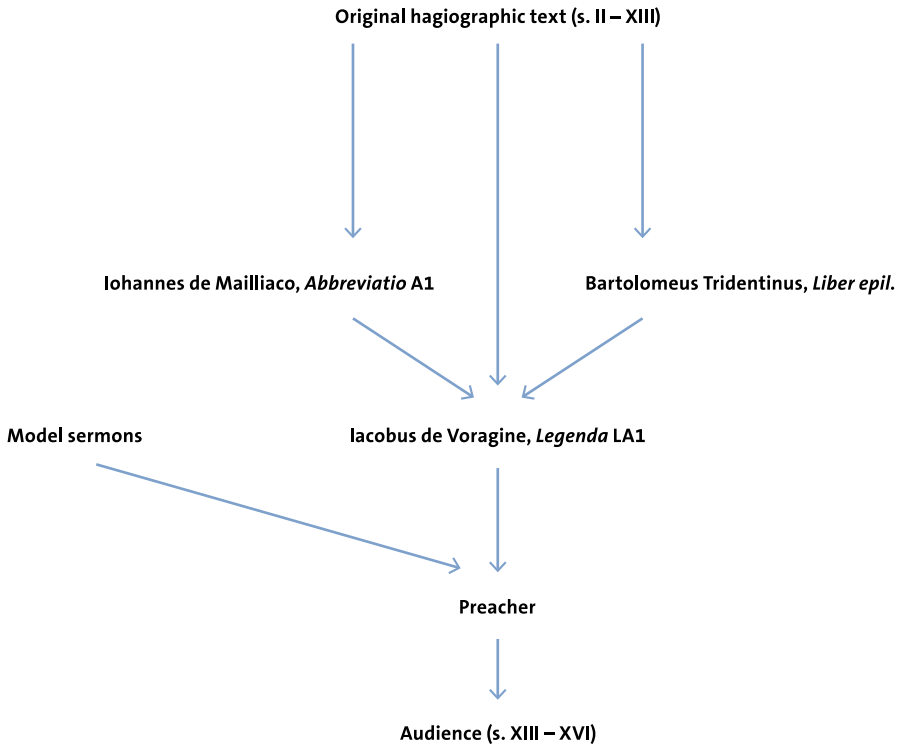 Original hagiographic text (s. II – XIII)
Iohannes de Mailliaco, Abbreviatio A1
Bartolomeus Tridentinus, Liber epil.
Model sermons
Iacobus de Voragine, Legenda LA1
Preacher
Audience (s. XIII – XVI)